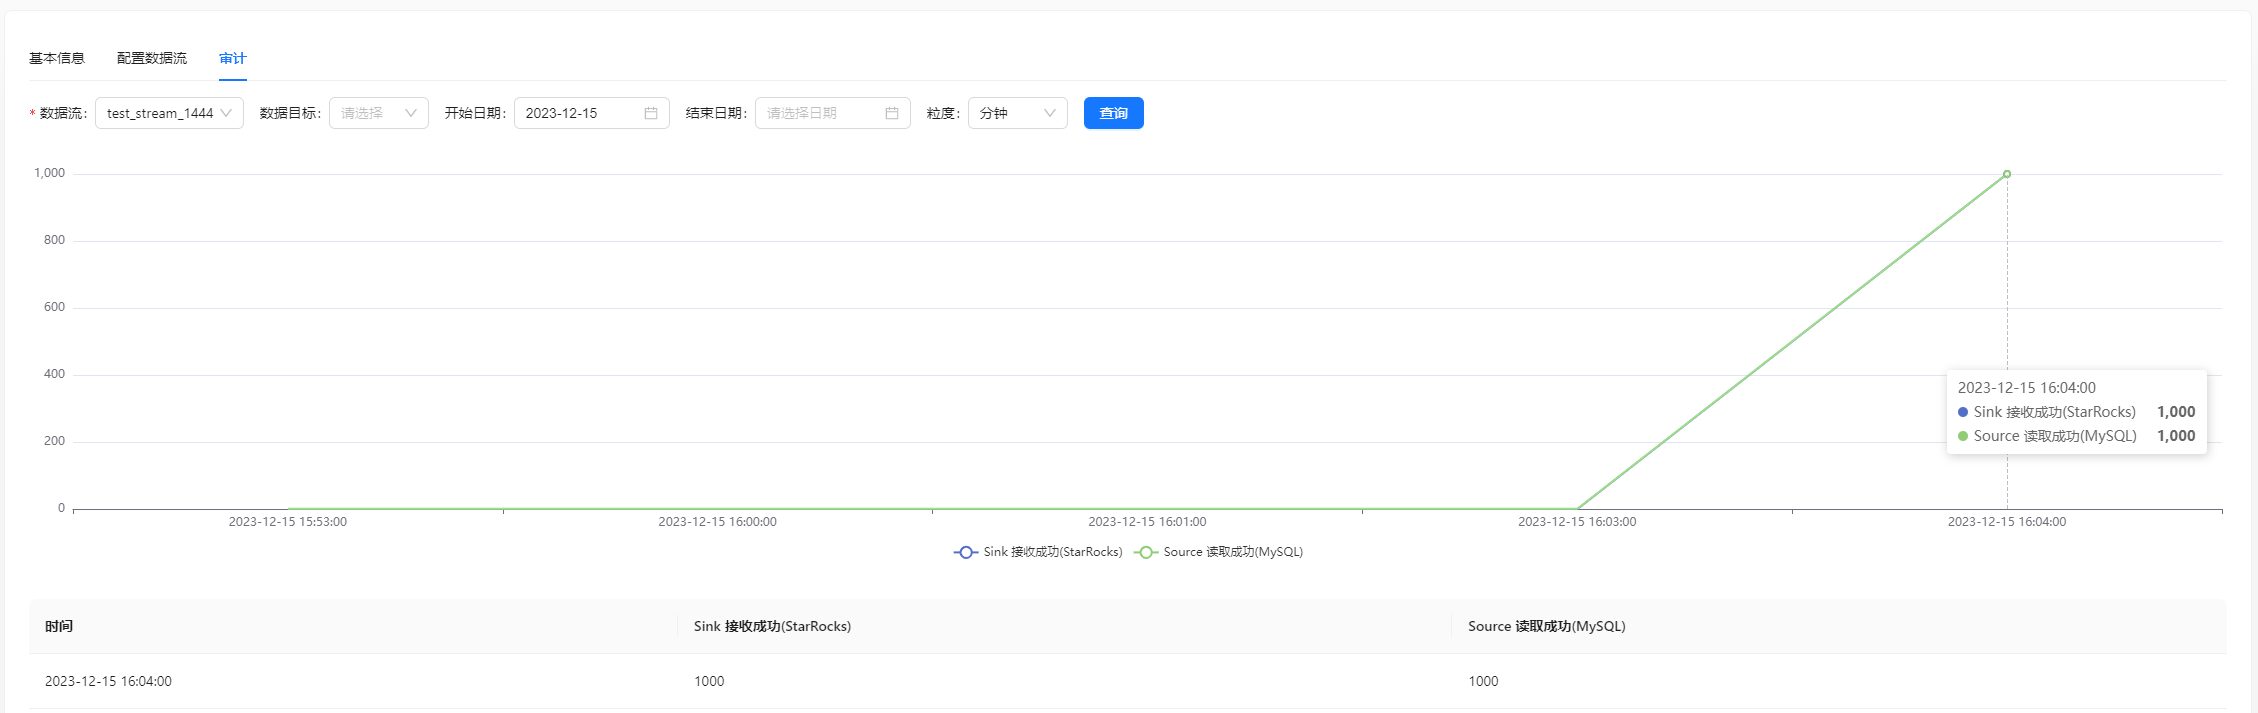 基本信息 配置数据流 审计
* 数据流: test_stream_1444 数据目标: 请选择 开始日期: 2023-12-15 结束日期: 请选择日期 粒度: 分钟 查询
1,000
800
600
400
200
0
2023-12-15 16:04:00
Sink 接收成功(StarRocks) 1,000
Source 读取成功(MySQL) 1,000
2023-12-15 15:53:00 2023-12-15 16:00:00 2023-12-15 16:01:00 2023-12-15 16:03:00 2023-12-15 16:04:00
Sink 接收成功(StarRocks) Source 读取成功(MySQL)
时间 Sink 接收成功(StarRocks) Source 读取成功(MySQL)
2023-12-15 16:04:00 1000 1000